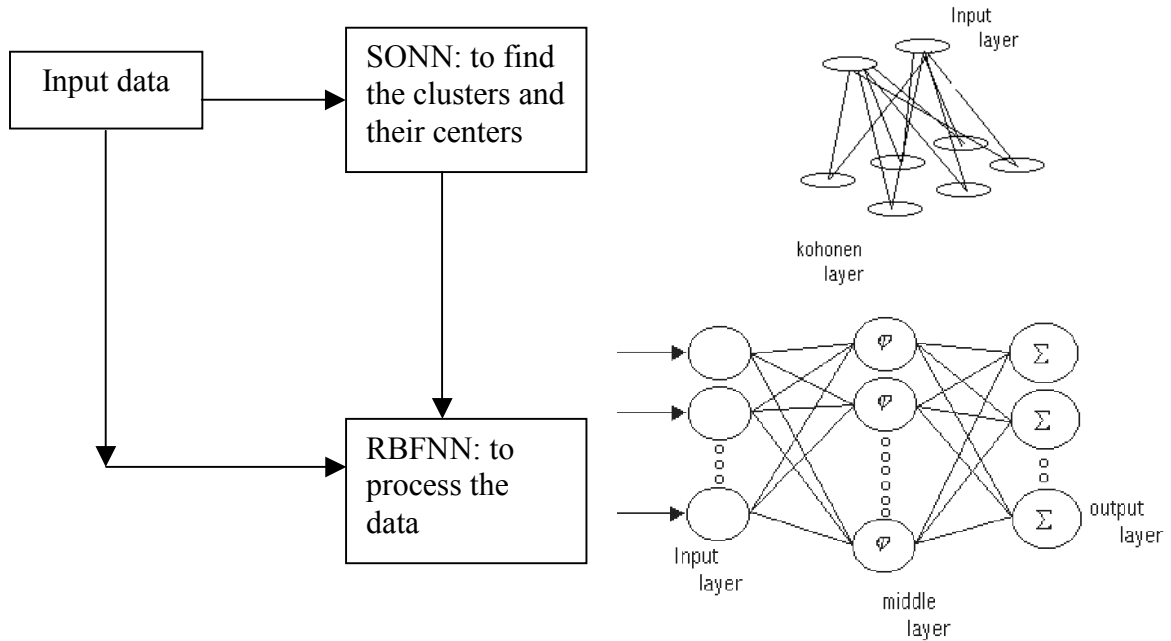 Input data
SONN: to find
the clusters and
their centers
RBFNN: to
process the
data
Input
layer
kohonen
layer
φ
φ
φ
Σ
Σ
Σ
Input
layer
middle
layer
output
layer